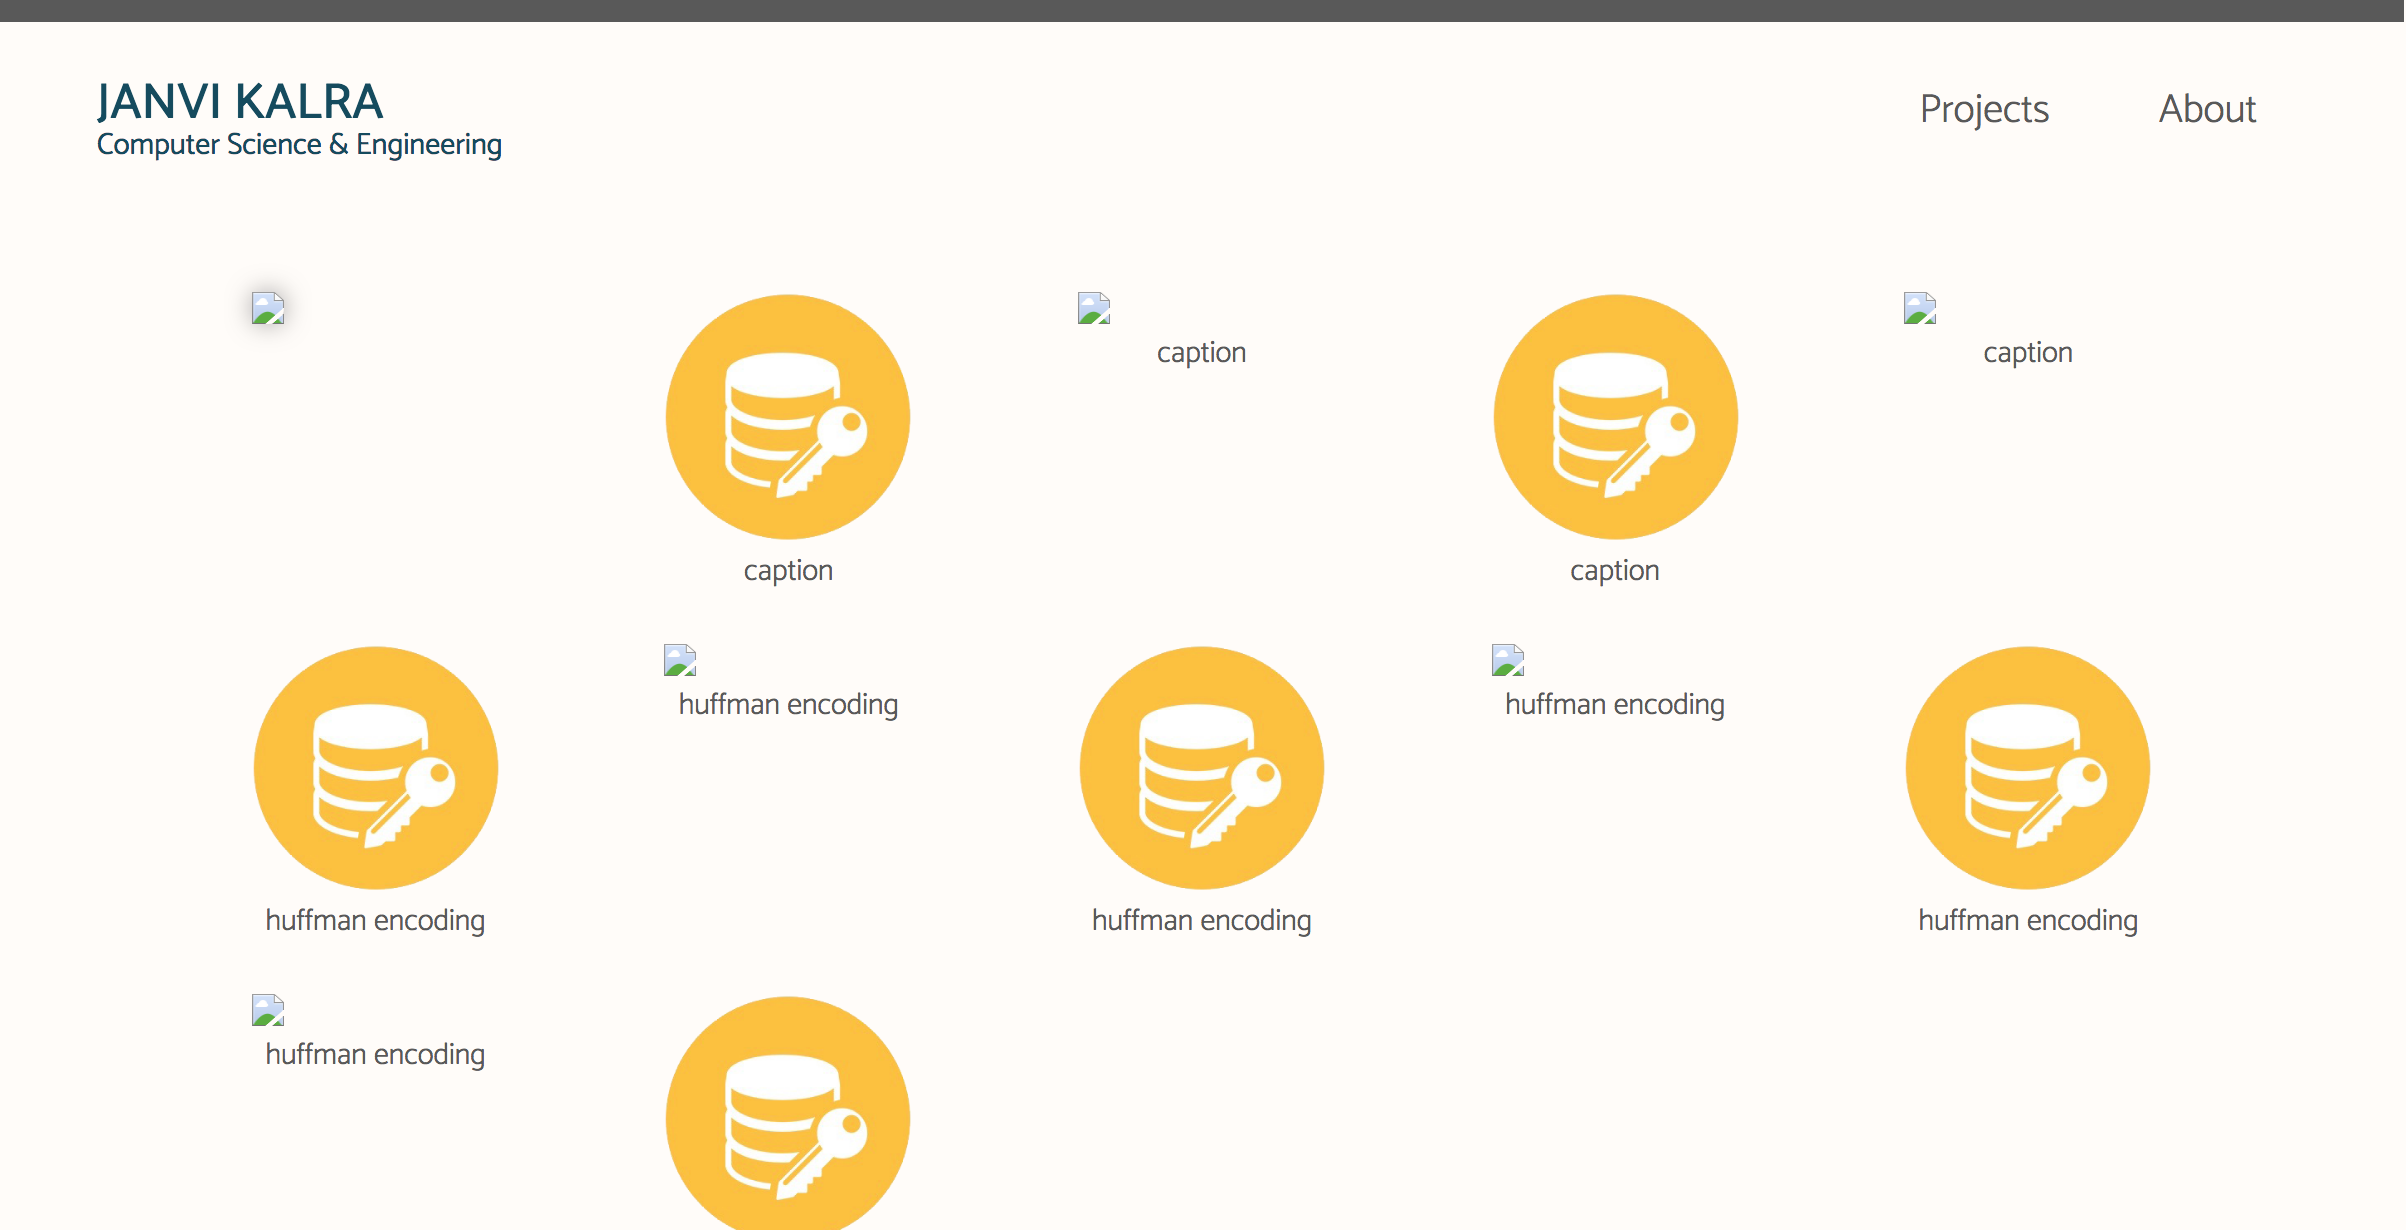 JANVI KALRA
Computer Science & Engineering
Projects
About
caption
caption
caption
caption
huffman encoding
huffman encoding
huffman encoding
huffman encoding
huffman encoding
huffman encoding